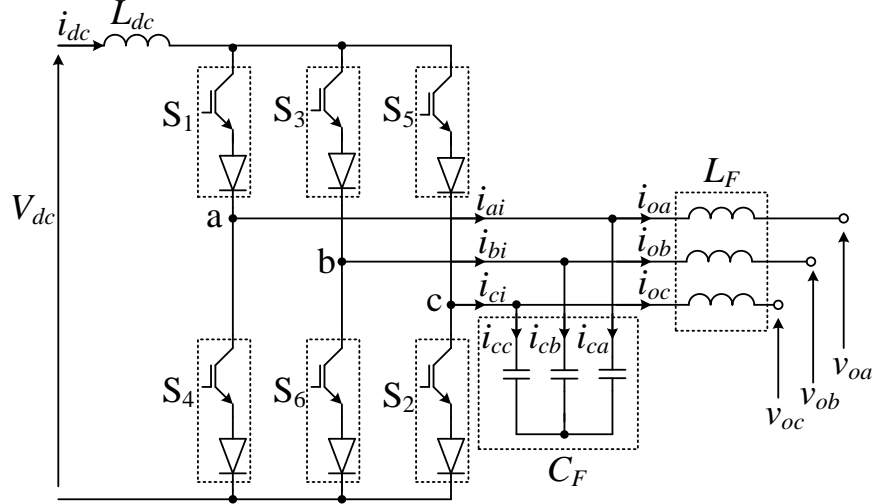 L_dc
i_dc
S_1
S_3
S_5
V_dc
a
b
c
i_ai
i_bi
i_ci
i_oa
i_ob
i_oc
L_F
i_cc
i_cb
i_ca
S_4
S_6
S_2
C_F
v_oa
v_ob
v_oc